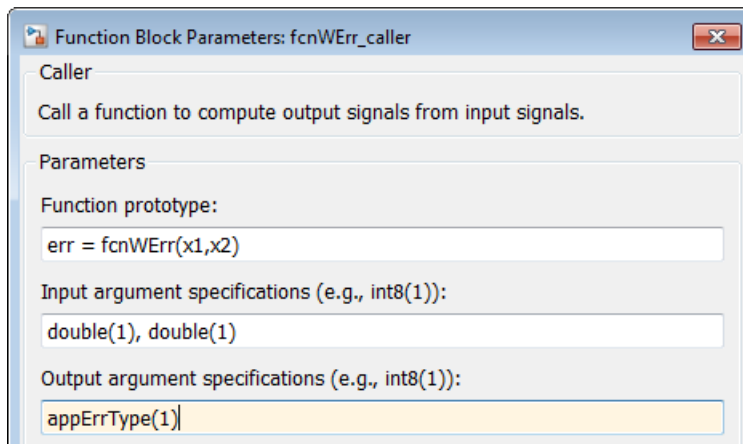 Function Block Parameters: fcnWErr_caller
Caller
Call a function to compute output signals from input signals.
Parameters
Function prototype:
err = fcnWErr(x1,x2)
Input argument specifications (e.g., int8(1)):
double(1), double(1)
Output argument specifications (e.g., int8(1)):
appErrType(1)